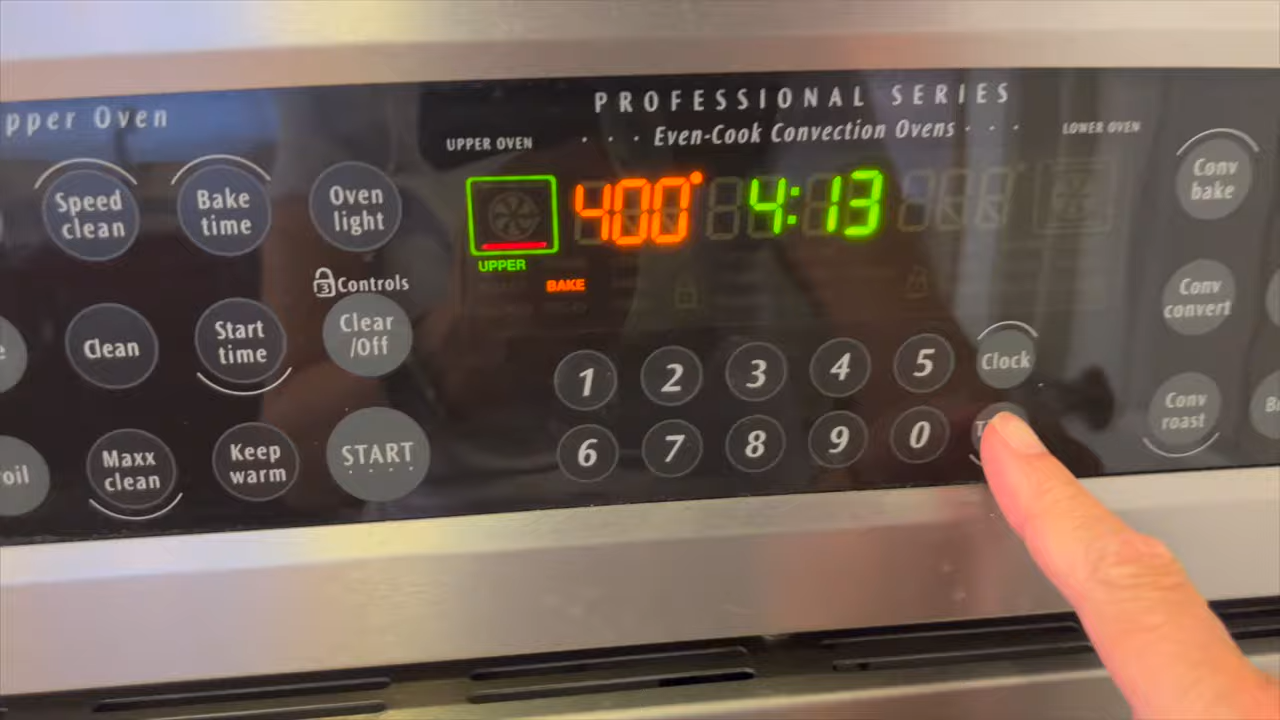 pper Oven
PROFESSIONAL SERIES
Even-Cook Convection Ovens
UPPER OVEN
LOWER OVEN
Speed
clean
Bake
time
Oven
light
400°
4:13
UPPER
BAKE
Conv
bake
3 Controls
Clean
Start
time
Clear
/Off
1 2 3 4 5
Clock
Conv
convert
oil
Maxx
clean
Keep
warm
START
6 7 8 9 0
Conv
roast